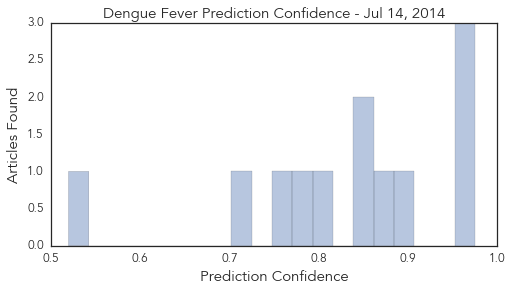 Dengue Fever Prediction Confidence - Jul 14, 2014
3.0
2.5
2.0
1.5
1.0
0.5
0.0
Articles Found
0.5 0.6 0.7 0.8 0.9 1.0
Prediction Confidence